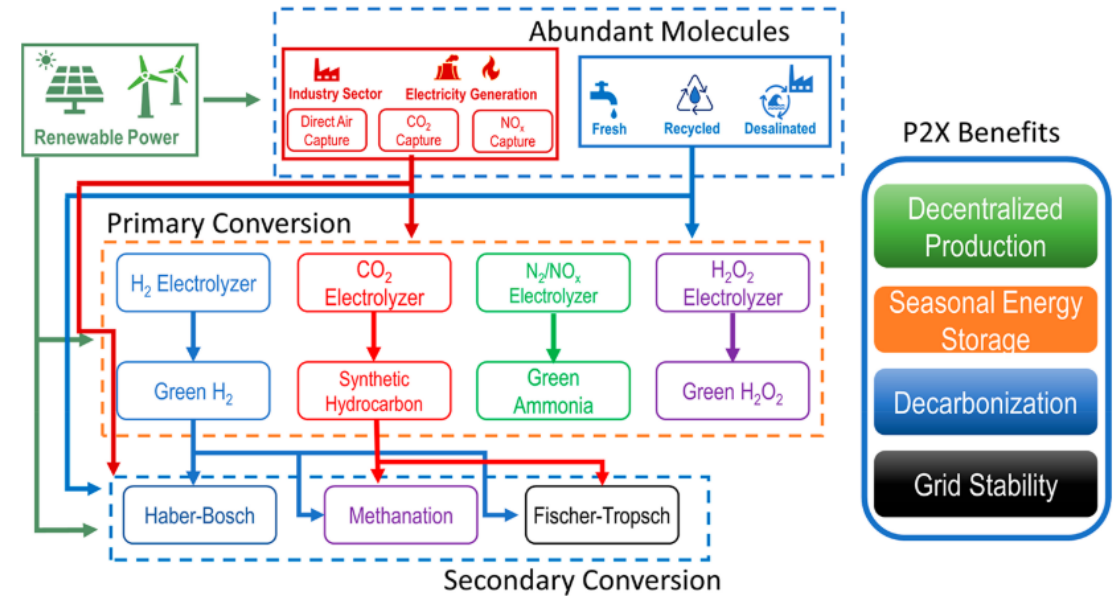 Abundant Molecules
Renewable Power
Industry Sector
Electricity Generation
Direct Air
Capture
CO₂
Capture
NOₓ
Capture
Fresh
Recycled
Desalinated
P2X Benefits
Decentralized
Production
Seasonal Energy
Storage
Decarbonization
Grid Stability
Primary Conversion
H₂ Electrolyzer
CO₂
Electrolyzer
N₂/NOₓ
Electrolyzer
H₂O₂
Electrolyzer
Green H₂
Synthetic
Hydrocarbon
Green
Ammonia
Green H₂O₂
Haber-Bosch
Methanation
Fischer-Tropsch
Secondary Conversion